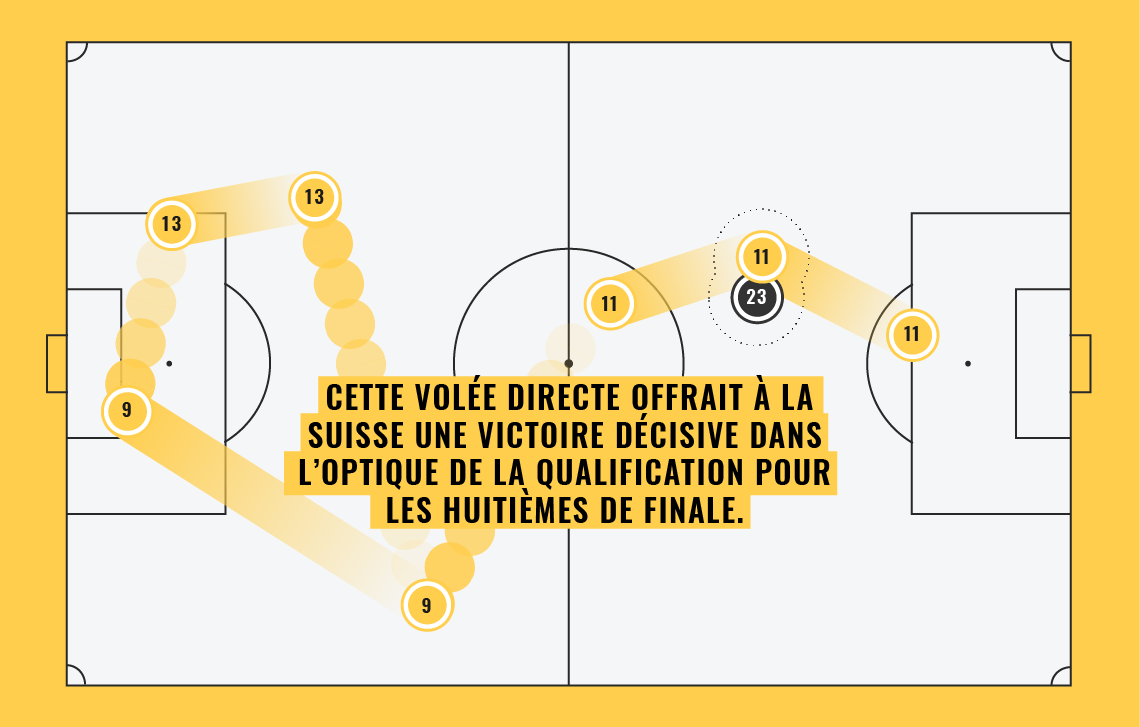 13
13
11
11
23
11
9
CETTE VOLÉE DIRECTE OFFRAIT À LA
SUISSE UNE VICTOIRE DÉCISIVE DANS
L’OPTIQUE DE LA QUALIFICATION POUR
LES HUITIÈMES DE FINALE.
9